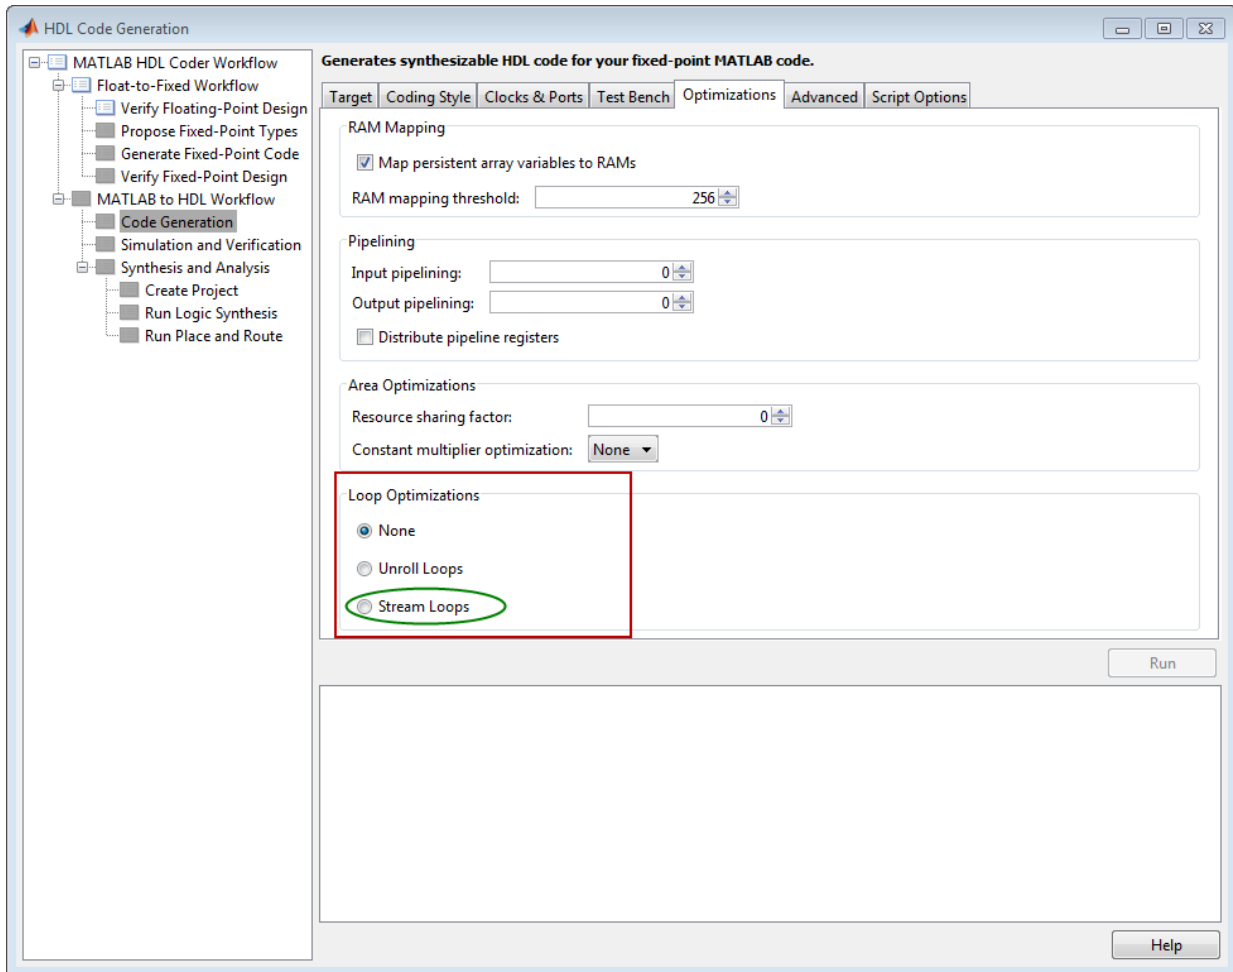 HDL Code Generation
MATLAB HDL Coder Workflow
Float-to-Fixed Workflow
Verify Floating-Point Design
Propose Fixed-Point Types
Generate Fixed-Point Code
Verify Fixed-Point Design
MATLAB to HDL Workflow
Code Generation
Simulation and Verification
Synthesis and Analysis
Create Project
Run Logic Synthesis
Run Place and Route
Generates synthesizable HDL code for your fixed-point MATLAB code.
Target Coding Style Clocks & Ports Test Bench Optimizations Advanced Script Options
RAM Mapping
Map persistent array variables to RAMs
RAM mapping threshold: 256
Pipelining
Input pipelining: 0
Output pipelining: 0
Distribute pipeline registers
Area Optimizations
Resource sharing factor: 0
Constant multiplier optimization: None
Loop Optimizations
None
Unroll Loops
Stream Loops
Run
Help